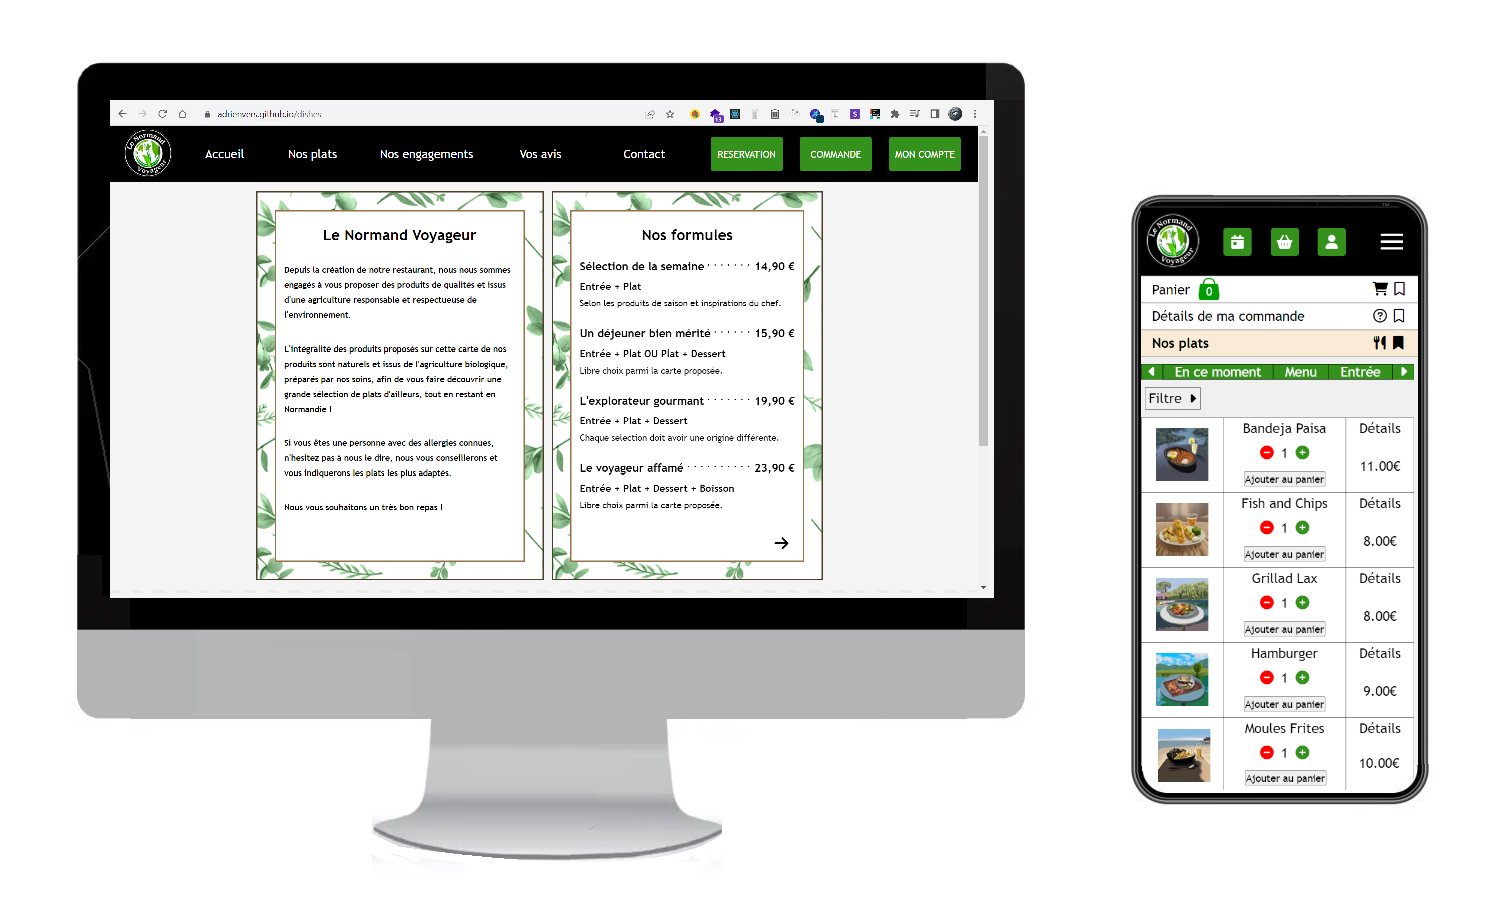 adrienvers.github.io/dishes
13
Le Normand
Voyageur
Accueil
Nos plats
Nos engagements
Vos avis
Contact
RESERVATION
COMMANDE
MON COMPTE
Le Normand Voyageur
Depuis la création de notre restaurant, nous nous sommes
engagés à vous proposer des produits de qualités et issus
d'une agriculture responsable et respectueuse de
l'environnement.
L'intégralité des produits proposés sur cette carte de nos
produits sont naturels et issus de l'agriculture biologique,
préparés par nos soins, afin de vous faire découvrir une
grande sélection de plats d'ailleurs, tout en restant en
Normandie !
Si vous êtes une personne avec des allergies connues,
n'hesitez pas à nous le dire, nous vous conseillerons et
vous indiquerons les plats les plus adaptés.
Nous vous souhaitons un très bon repas !
Nos formules
Sélection de la semaine · · · · · · · 14,90 €
Entrée + Plat
Selon les produits de saison et inspirations du chef.
Un déjeuner bien mérité · · · · · · 15,90 €
Entrée + Plat OU Plat + Dessert
Libre choix parmi la carte proposée.
L'explorateur gourmant · · · · · · · 19,90 €
Entrée + Plat + Dessert
Chaque sélection doit avoir une origine différente.
Le voyageur affamé · · · · · · · · · · 23,90 €
Entrée + Plat + Dessert + Boisson
Libre choix parmi la carte proposée.
Le Normand
Voyageur
Panier 0
Détails de ma commande
Nos plats
En ce moment Menu Entrée
Filtre
Bandeja Paisa Détails
1
11.00€
Ajouter au panier
Fish and Chips Détails
1
8.00€
Ajouter au panier
Grillad Lax Détails
1
8.00€
Ajouter au panier
Hamburger Détails
1
9.00€
Ajouter au panier
Moules Frites Détails
1
10.00€
Ajouter au panier